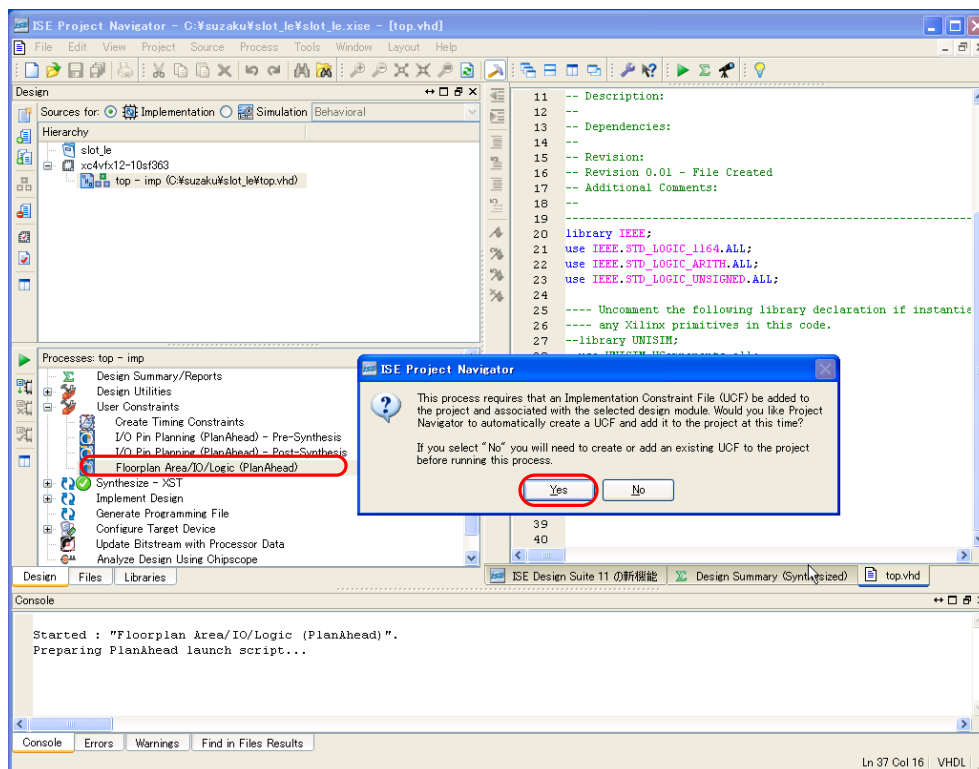 ISE Project Navigator - C:¥suzaku¥slot_le¥slot_le.xise - [top.vhd]
File Edit View Project Source Process Tools Window Layout Help
Design
Sources for: Implementation Simulation Behavioral
Hierarchy
slot_le
xc4vfx12-10sf363
top - imp (C:¥suzaku¥slot_le¥top.vhd)
11 -- Description:
12 --
13 -- Dependencies:
14 --
15 -- Revision:
16 -- Revision 0.01 - File Created
17 -- Additional Comments:
18 --
19 ----------------------------------------------------
20 library IEEE;
21 use IEEE.STD_LOGIC_1164.ALL;
22 use IEEE.STD_LOGIC_ARITH.ALL;
23 use IEEE.STD_LOGIC_UNSIGNED.ALL;
24
25 ---- Uncomment the following library declaration if instantia
26 ---- any Xilinx primitives in this code.
27 --library UNISIM;
Processes: top - imp
Design Summary/Reports
Design Utilities
User Constraints
Create Timing Constraints
I/O Pin Planning (PlanAhead) - Pre-Synthesis
I/O Pin Planning (PlanAhead) - Post-Synthesis
Floorplan Area/IO/Logic (PlanAhead)
Synthesize - XST
Implement Design
Generate Programming File
Configure Target Device
Update Bitstream with Processor Data
Analyze Design Using Chipscope
ISE Project Navigator
This process requires that an Implementation Constraint File (UCF) be added to
the project and associated with the selected design module. Would you like Project
Navigator to automatically create a UCF and add it to the project at this time?
If you select "No" you will need to create or add an existing UCF to the project
before running this process.
Yes No
39
40
Design Files Libraries
ISE Design Suite 11 の新機能 Design Summary (Synthesized) top.vhd
Console
Started : "Floorplan Area/IO/Logic (PlanAhead)".
Preparing PlanAhead launch script...
Console Errors Warnings Find in Files Results
Ln 37 Col 16 VHDL